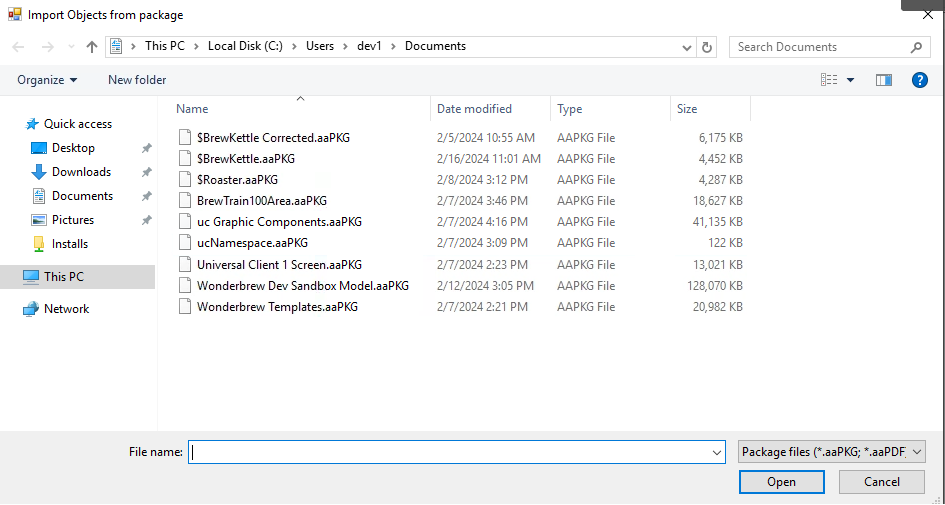 Import Objects from package
This PC > Local Disk (C:) > Users > dev1 > Documents
Search Documents
Organize
New folder
Name Date modified Type Size
Quick access
Desktop
Downloads
Documents
Pictures
Installs
This PC
Network
$BrewKettle Corrected.aaPKG 2/5/2024 10:55 AM AAPKG File 6,175 KB
$BrewKettle.aaPKG 2/16/2024 11:01 AM AAPKG File 4,452 KB
$Roaster.aaPKG 2/8/2024 3:12 PM AAPKG File 4,287 KB
BrewTrain100Area.aaPKG 2/7/2024 3:46 PM AAPKG File 18,627 KB
uc Graphic Components.aaPKG 2/7/2024 4:16 PM AAPKG File 41,135 KB
ucNamespace.aaPKG 2/7/2024 3:09 PM AAPKG File 122 KB
Universal Client 1 Screen.aaPKG 2/7/2024 2:23 PM AAPKG File 13,021 KB
Wonderbrew Dev Sandbox Model.aaPKG 2/12/2024 3:05 PM AAPKG File 128,070 KB
Wonderbrew Templates.aaPKG 2/7/2024 2:21 PM AAPKG File 20,982 KB
File name:
Package files (*.aaPKG; *.aaPDF
Open
Cancel